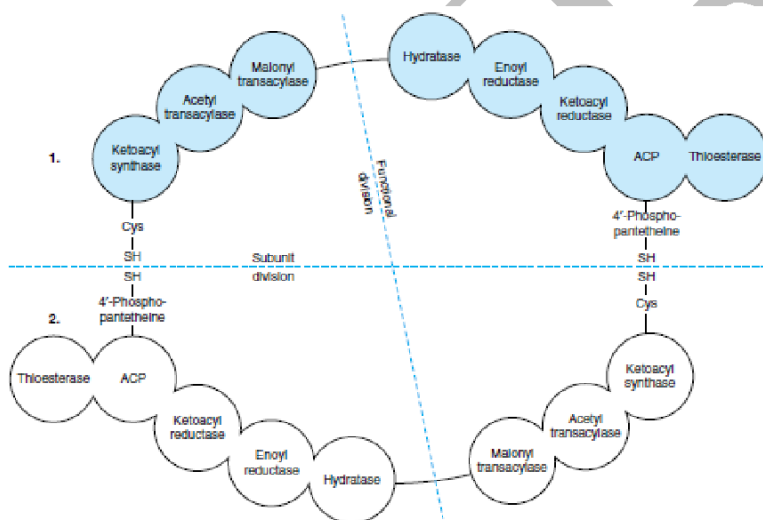 Malonyl
transacylase
Hydratase
Enoyl
reductase
Acetyl
transacylase
Ketoacyl
reductase
1.
Ketoacyl
synthase
ACP
Thioesterase
Functional
division
Cys
4'-Phospho-
pantetheine
SH
Subunit
SH
SH
division
SH
4'-Phospho-
pantetheine
Cys
2.
Thioesterase
ACP
Ketoacyl
synthase
Ketoacyl
reductase
Acetyl
transacylase
Enoyl
reductase
Malonyl
transacylase
Hydratase